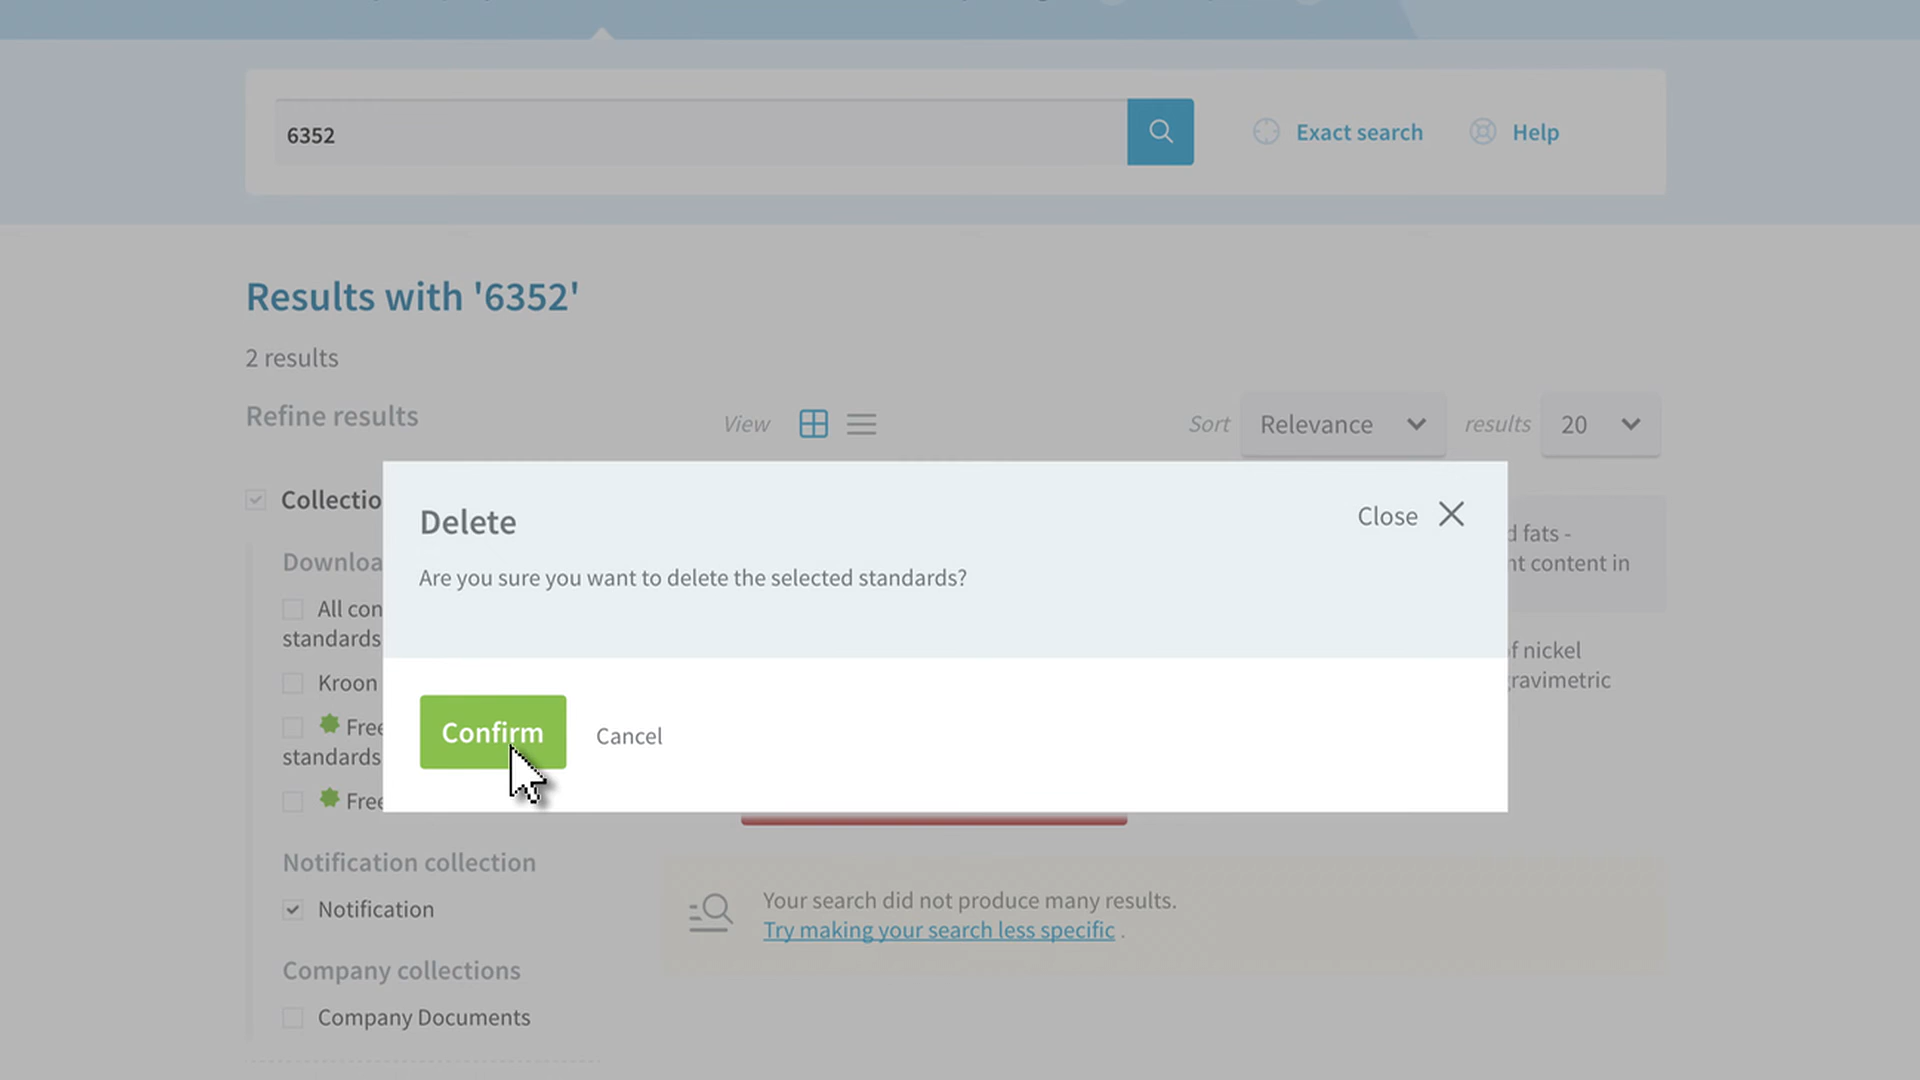 6352
Exact search
Help
Results with '6352'
2 results
Refine results
View
Sort
Relevance
results
20
Collectio
Downloa
All con
standards
Kroon
Free
standards
Free
Notification collection
Notification
Company collections
Company Documents
Delete
Close
Are you sure you want to delete the selected standards?
Confirm
Cancel
d fats -
nt content in
of nickel
gravimetric
Your search did not produce many results.
Try making your search less specific .